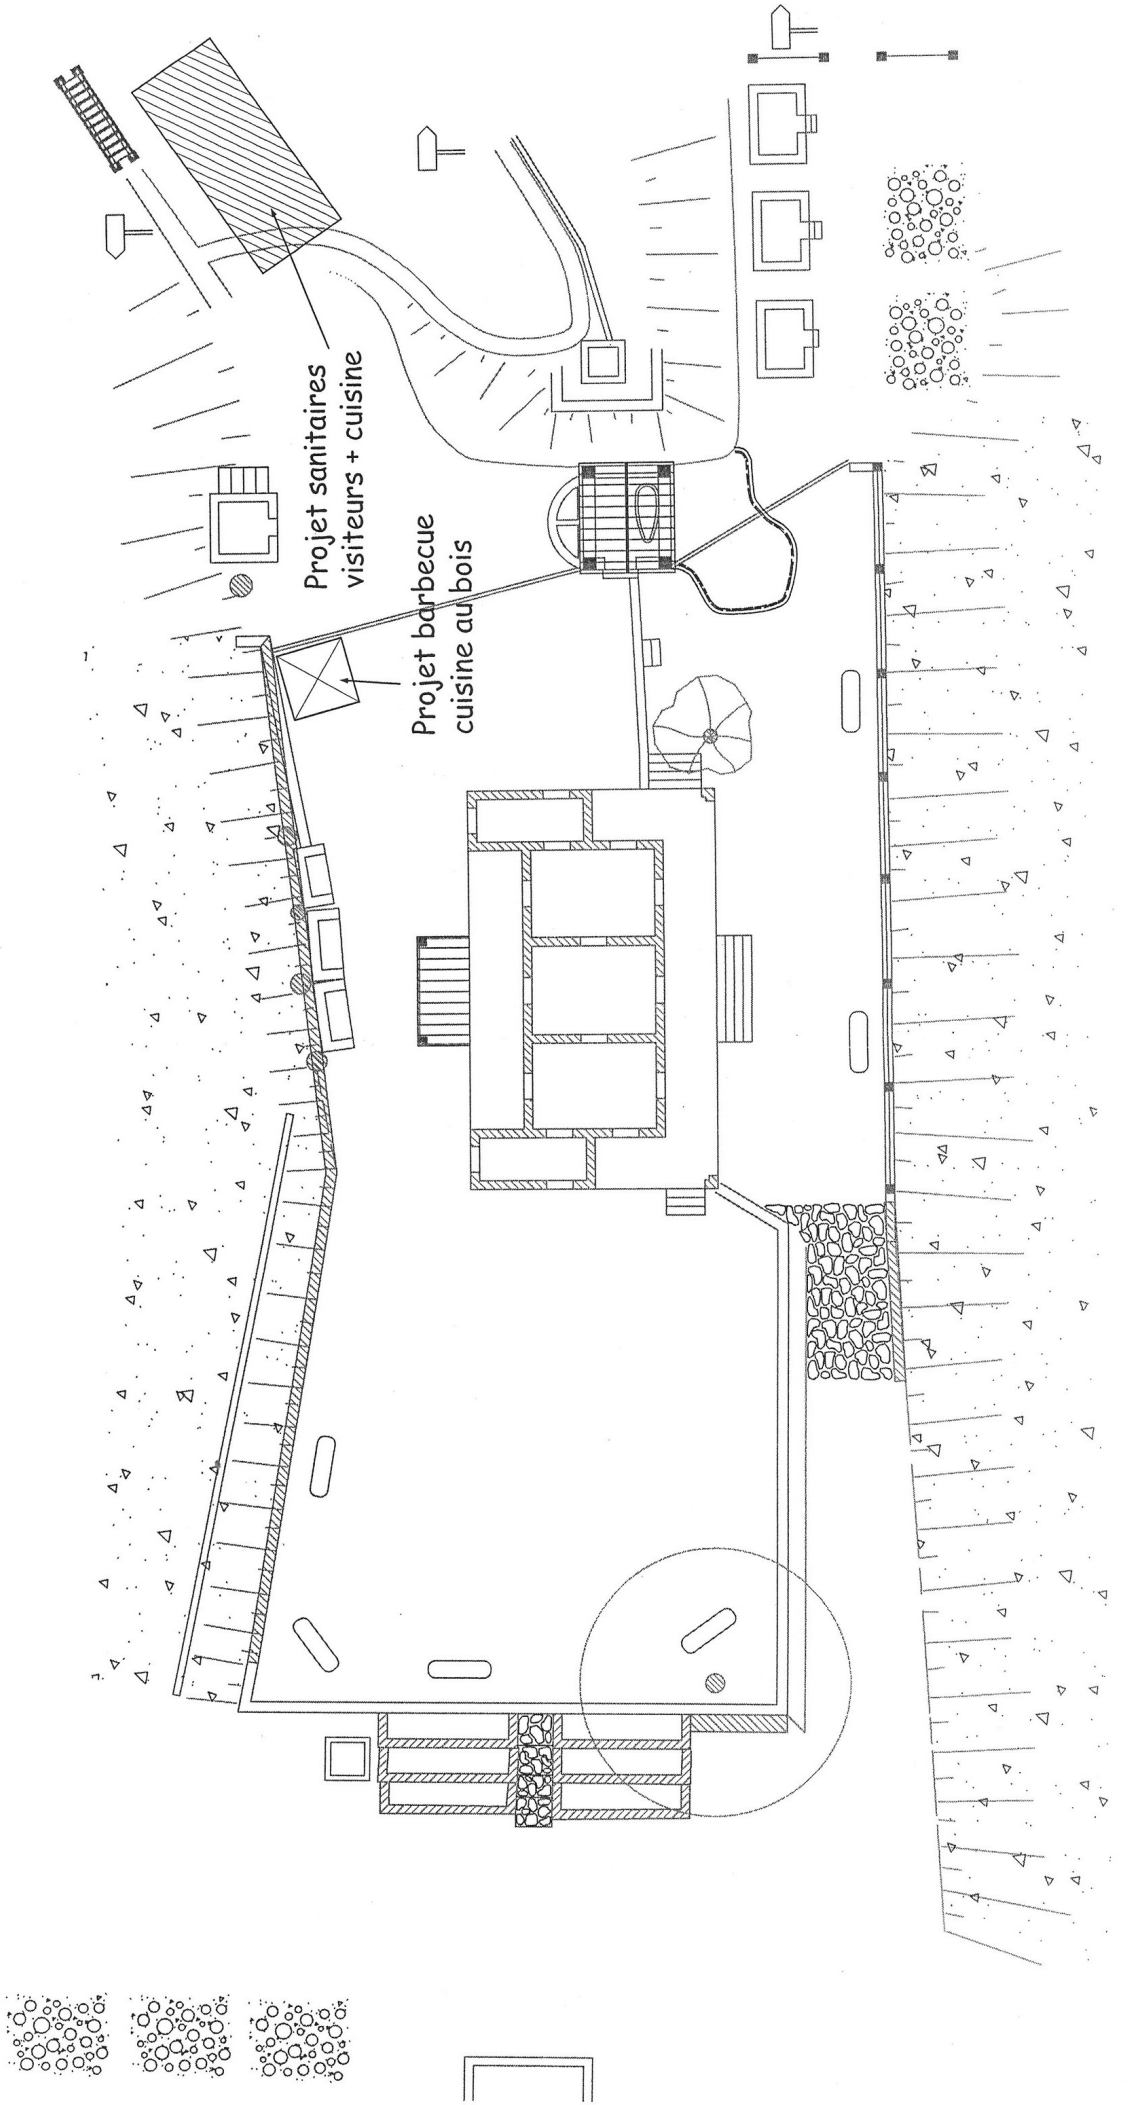 Projet sanitaires
visiteurs + cuisine
Projet barbecue
cuisine au bois